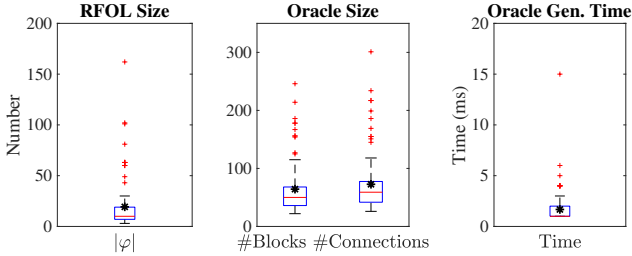 RFOL Size
Oracle Size
Oracle Gen. Time
Number
200
150
100
50
0
|φ|
300
200
100
0
#Blocks #Connections
Time (ms)
20
15
10
5
0
Time